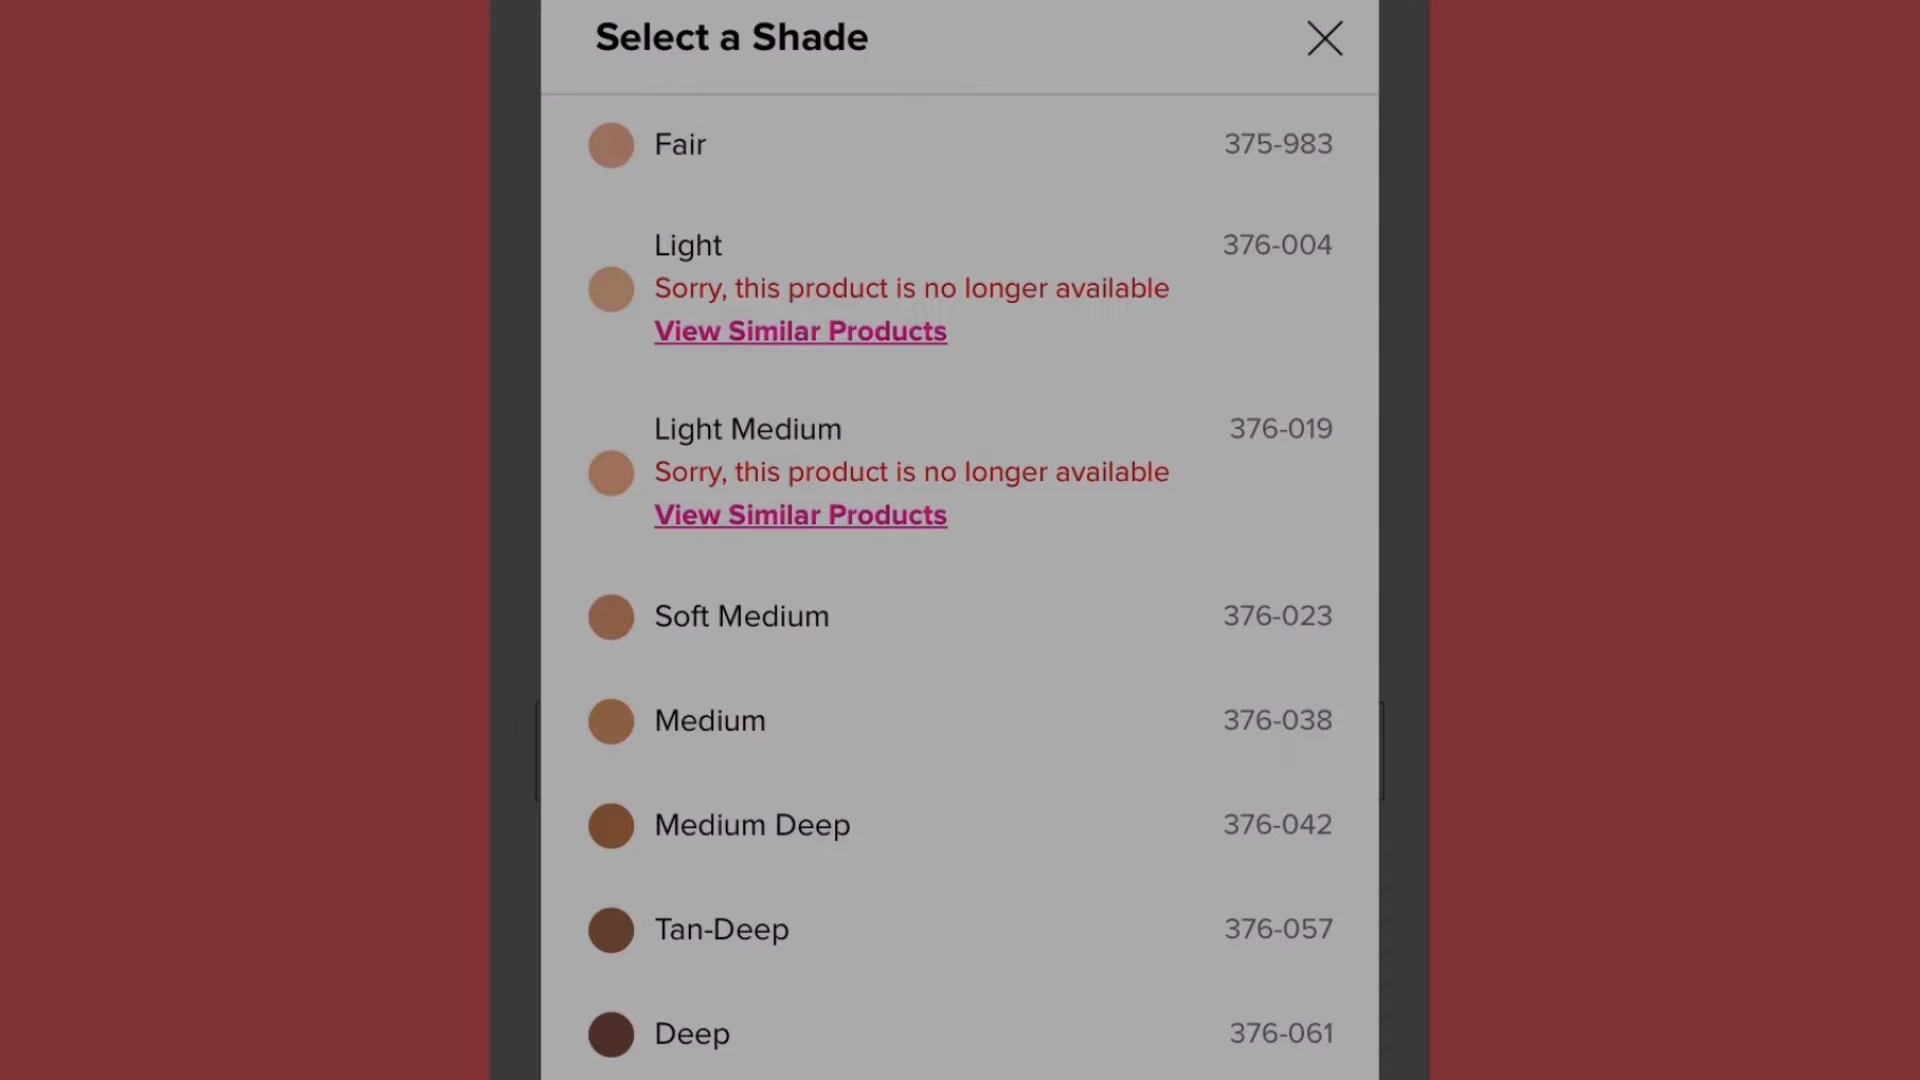 Select a Shade
Fair 375-983
Light 376-004
Sorry, this product is no longer available
View Similar Products
Light Medium 376-019
Sorry, this product is no longer available
View Similar Products
Soft Medium 376-023
Medium 376-038
Medium Deep 376-042
Tan-Deep 376-057
Deep 376-061